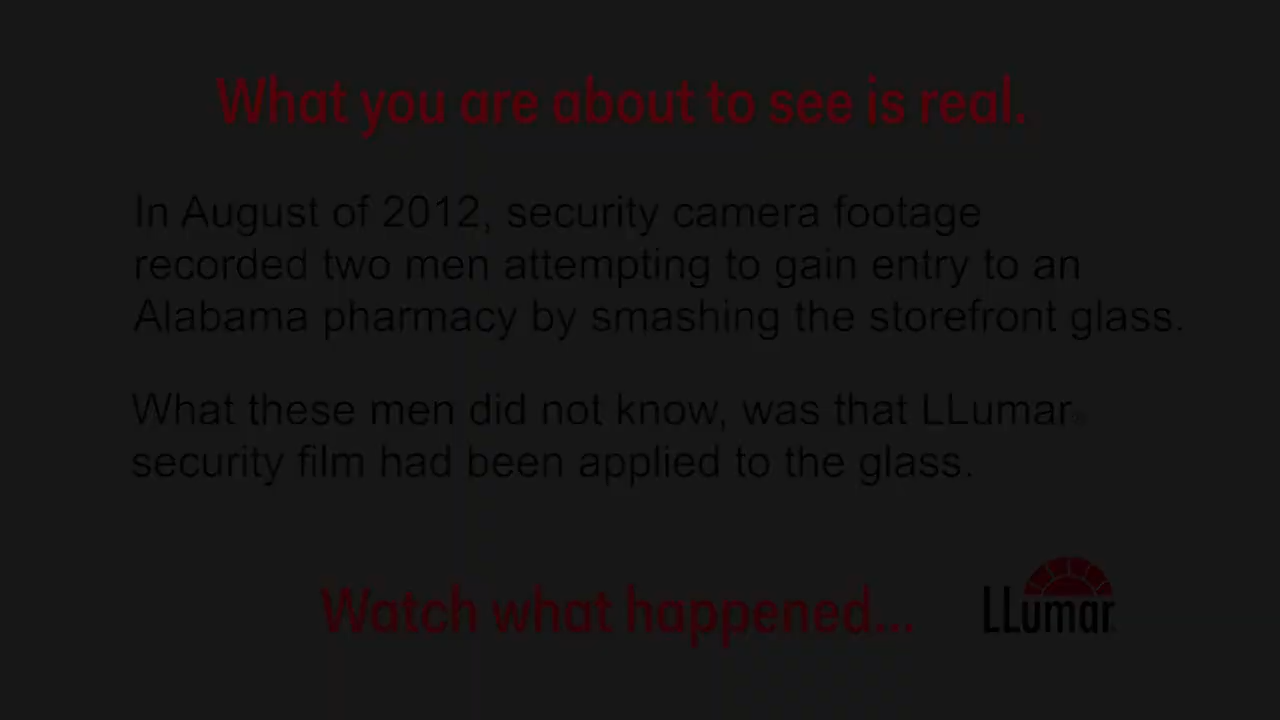 What you are about to see is real.
In August of 2012, security camera footage
recorded two men attempting to gain entry to an
Alabama pharmacy by smashing the storefront glass.
What these men did not know, was that LLumar®
security film had been applied to the glass.
Watch what happened...
LLumar